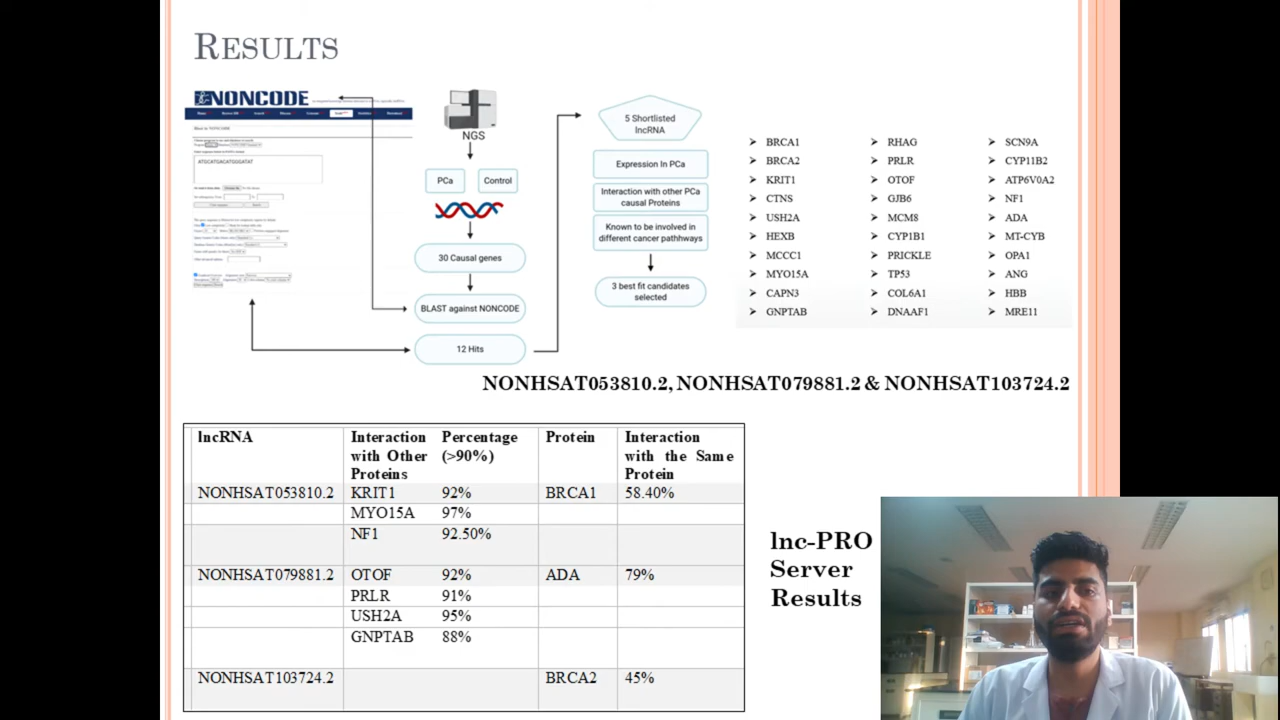 RESULTS
NONCODE
NGS
PCa
Control
30 Causal genes
BLAST against NONCODE
12 Hits
ATGCATGACATGGGATAT
5 Shortlisted
lncRNA
Expression In PCa
Interaction with other PCa
causal Proteins
Known to be involved in
different cancer pathhways
3 best fit candidates
selected
BRCA1
BRCA2
KRIT1
CTNS
USH2A
HEXB
MCCC1
MYO15A
CAPN3
GNPTAB
RHAG
PRLR
OTOF
GJB6
MCM8
CYP1B1
PRICKLE
TP53
COL6A1
DNAAF1
SCN9A
CYP11B2
ATP6V0A2
NF1
ADA
MT-CYB
OPA1
ANG
HBB
MRE11
NONHSAT053810.2, NONHSAT079881.2 & NONHSAT103724.2
lncRNA
Interaction
with Other
Proteins
Percentage
(>90%)
Protein
Interaction
with the Same
Protein
NONHSAT053810.2 KRIT1 92% BRCA1 58.40%
MYO15A 97%
NF1 92.50%
NONHSAT079881.2 OTOF 92% ADA 79%
PRLR 91%
USH2A 95%
GNPTAB 88%
NONHSAT103724.2 BRCA2 45%
lnc-PRO
Server
Results